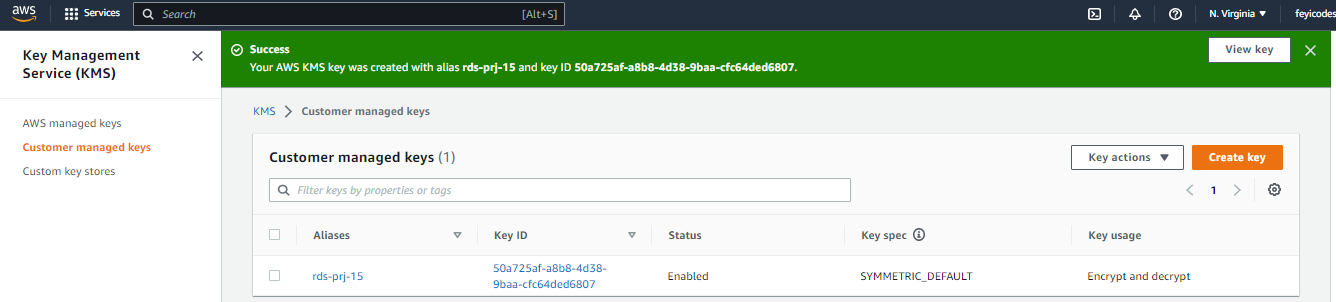 aws
Services
Search
[Alt+S]
N. Virginia
feyicodes
Key Management
Service (KMS)
AWS managed keys
Customer managed keys
Custom key stores
Success
Your AWS KMS key was created with alias rds-prj-15 and key ID 50a725af-a8b8-4d38-9baa-cfc64ded6807.
View key
KMS
Customer managed keys
Customer managed keys (1)
Key actions
Create key
Filter keys by properties or tags
1
Aliases
Key ID
Status
Key spec
Key usage
rds-prj-15
50a725af-a8b8-4d38-
9baa-cfc64ded6807
Enabled
SYMMETRIC_DEFAULT
Encrypt and decrypt